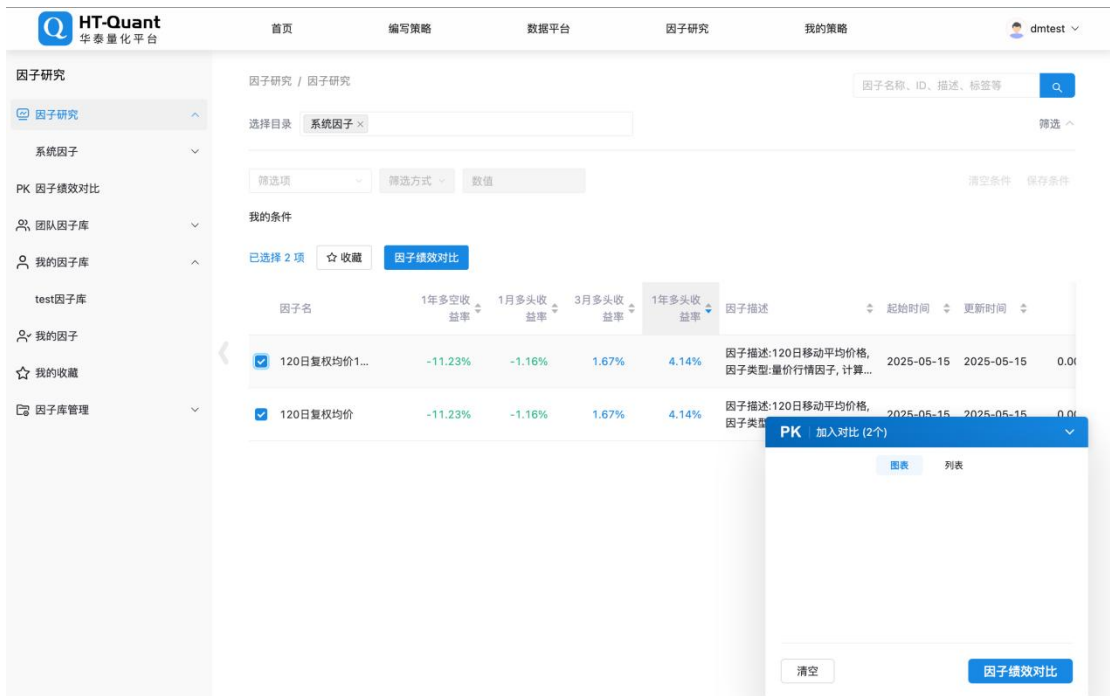 HT-Quant
华泰量化平台
首页 编写策略 数据平台 因子研究 我的策略 dmtest
因子研究
因子研究
系统因子
PK 因子绩效对比
团队因子库
我的因子库
test因子库
我的因子
我的收藏
因子库管理
因子研究 / 因子研究
因子名称、ID、描述、标签等
选择目录 系统因子 ×
筛选
筛选项 筛选方式 数值 清空条件 保存条件
我的条件
已选择 2 项 收藏 因子绩效对比
因子名 1年多空收益率 1月多头收益率 3月多头收益率 1年多头收益率 因子描述 起始时间 更新时间
120日复权均价1... -11.23% -1.16% 1.67% 4.14% 因子描述:120日移动平均价格, 因子类型:量价行情因子, 计算... 2025-05-15 2025-05-15 0.00
120日复权均价 -11.23% -1.16% 1.67% 4.14% 因子描述:120日移动平均价格, 因子类型 2025-05-15 2025-05-15 0.00
PK 加入对比 (2个)
图表 列表
清空 因子绩效对比